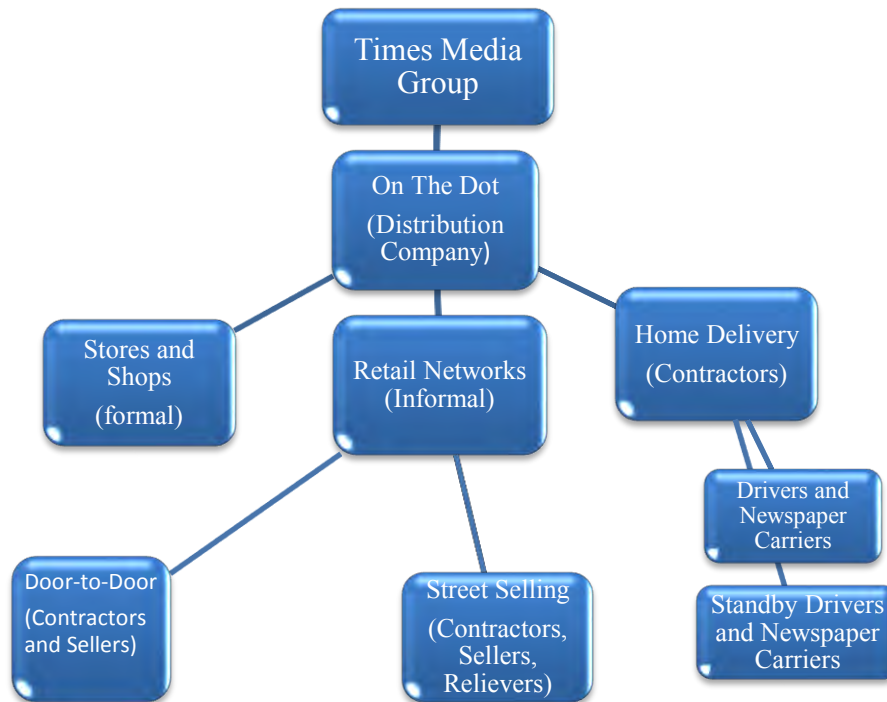 Times Media
Group
On The Dot
(Distribution
Company)
Stores and
Shops
(formal)
Retail Networks
(Informal)
Home Delivery
(Contractors)
Drivers and
Newspaper
Carriers
Door-to-Door
(Contractors
and Sellers)
Street Selling
(Contractors,
Sellers,
Relievers)
Standby Drivers
and Newspaper
Carriers